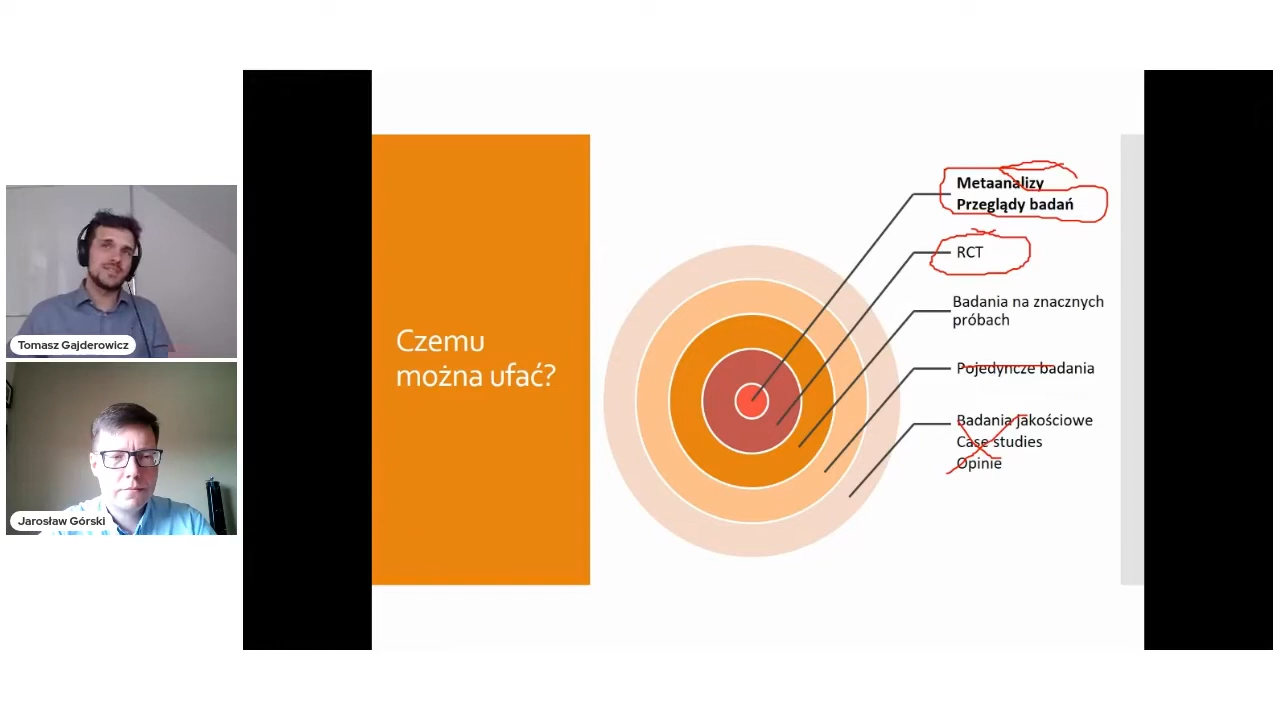 Tomasz Gajderowicz
Jarosław Górski
Czemu
można ufać?
Metaanalizy
Przeglądy badań
RCT
Badania na znacznych
próbach
Pojedyncze badania
Badania jakościowe
Case studies
Opinie